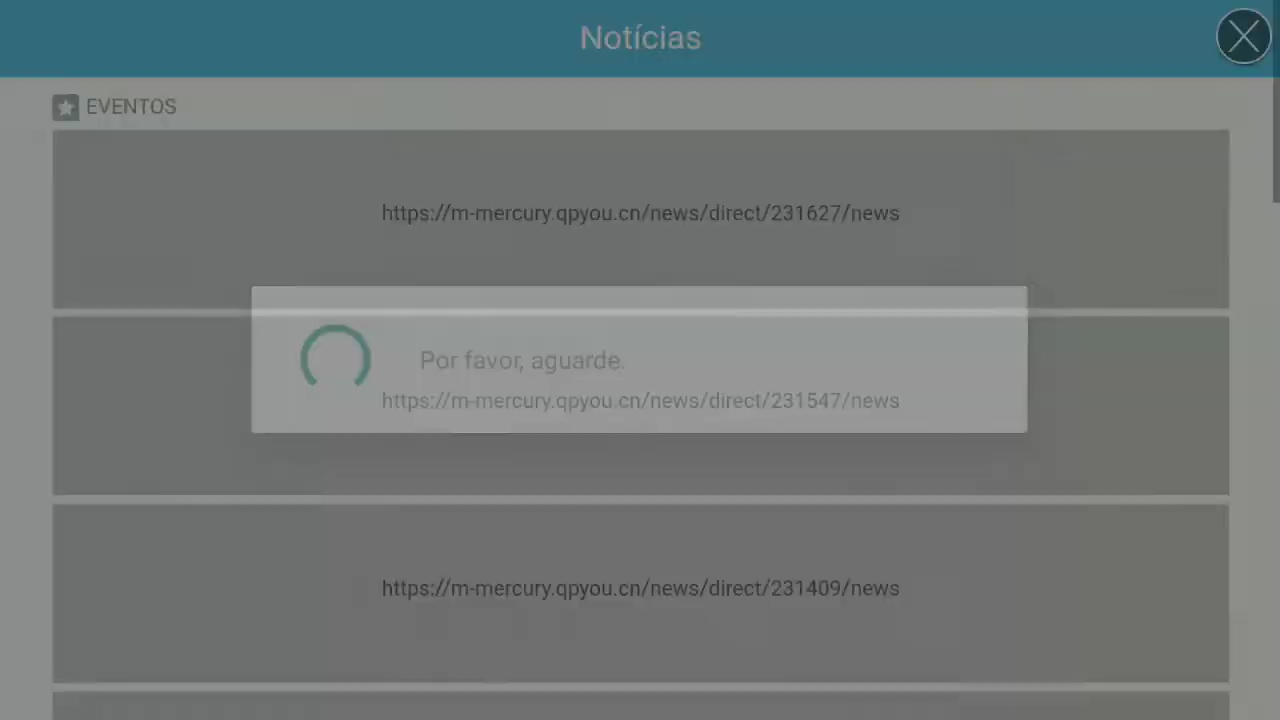 Notícias
EVENTOS
https://m-mercury.qpyou.cn/news/direct/231627/news
Por favor, aguarde.
https://m-mercury.qpyou.cn/news/direct/231547/news
https://m-mercury.qpyou.cn/news/direct/231409/news